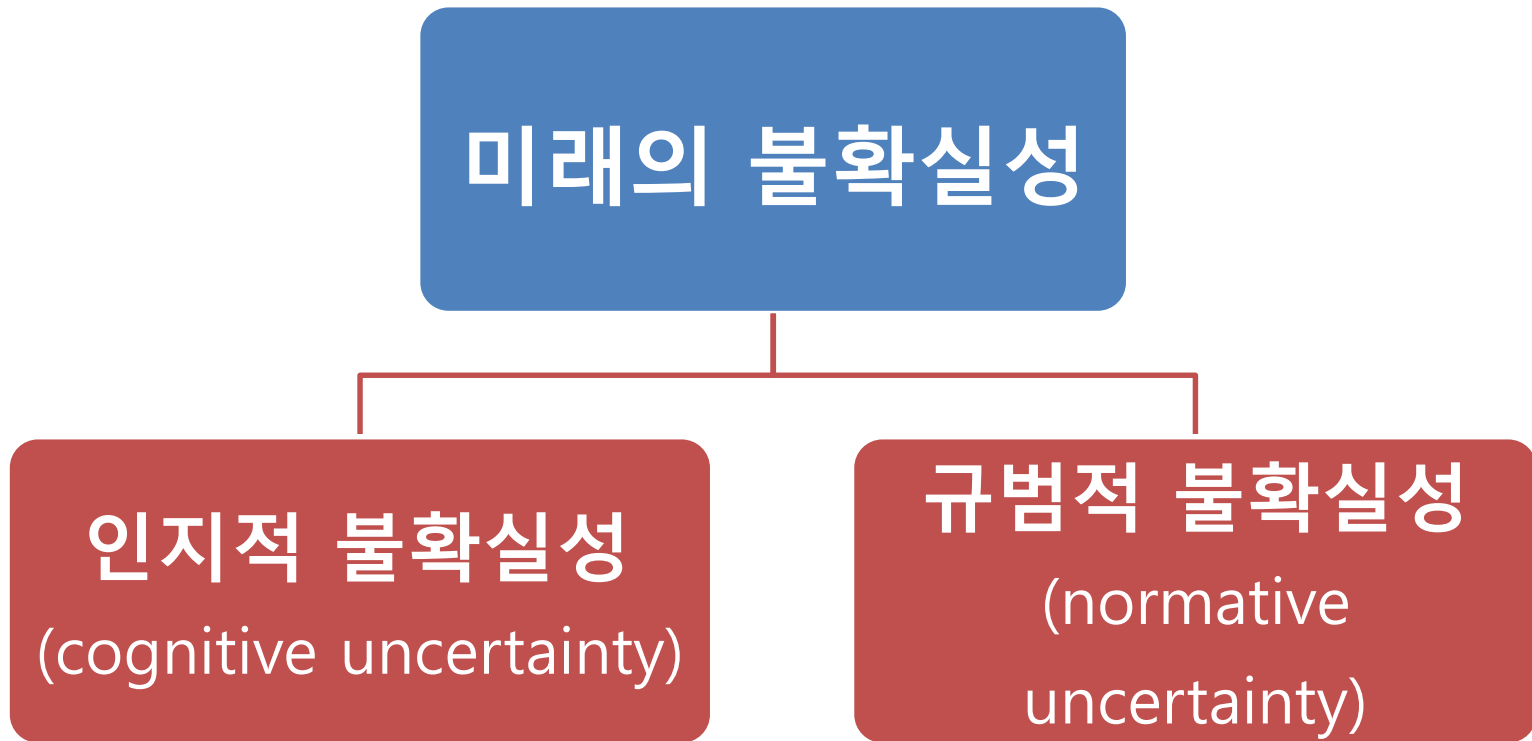 미래의 불확실성
인지적 불확실성
(cognitive uncertainty)
규범적 불확실성
(normative
uncertainty)